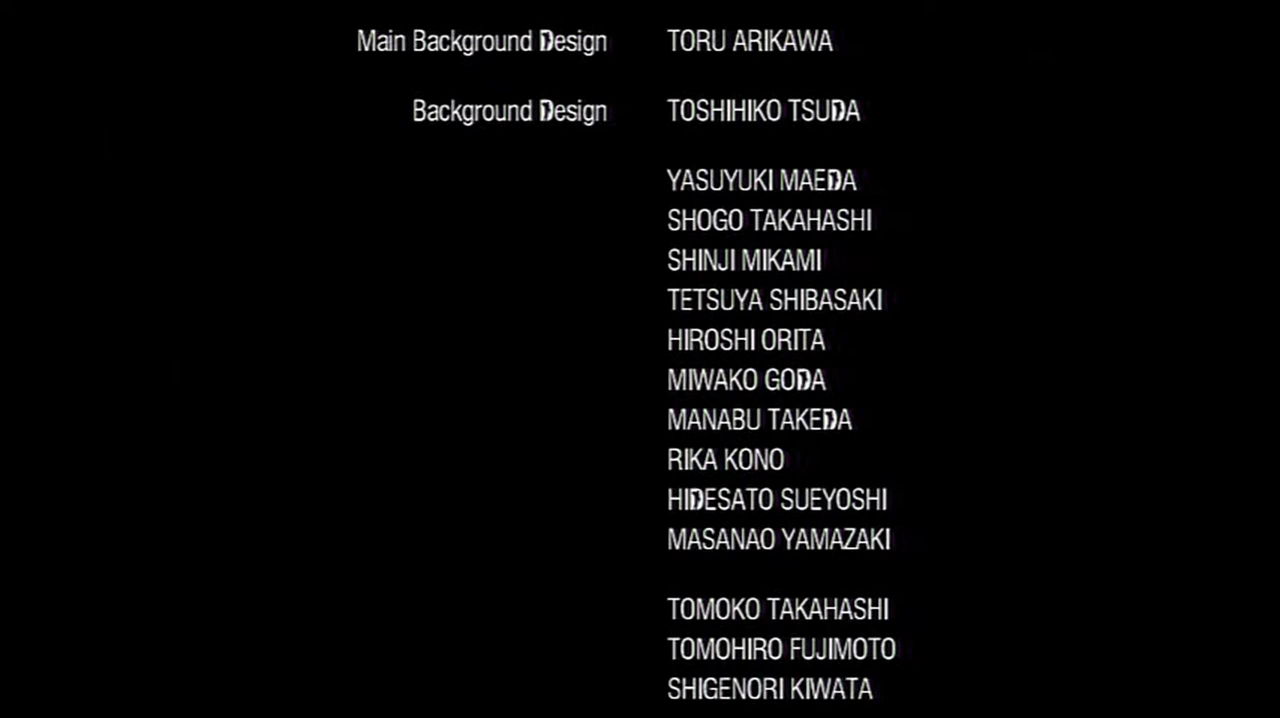 Main Background Design TORU ARIKAWA
Background Design TOSHIHIKO TSUDA
YASUYUKI MAEDA
SHOGO TAKAHASHI
SHINJI MIKAMI
TETSUYA SHIBASAKI
HIROSHI ORITA
MIWAKO GODA
MANABU TAKEDA
RIKA KONO
HIDESATO SUEYOSHI
MASANAO YAMAZAKI
TOMOKO TAKAHASHI
TOMOHIRO FUJIMOTO
SHIGENORI KIWATA